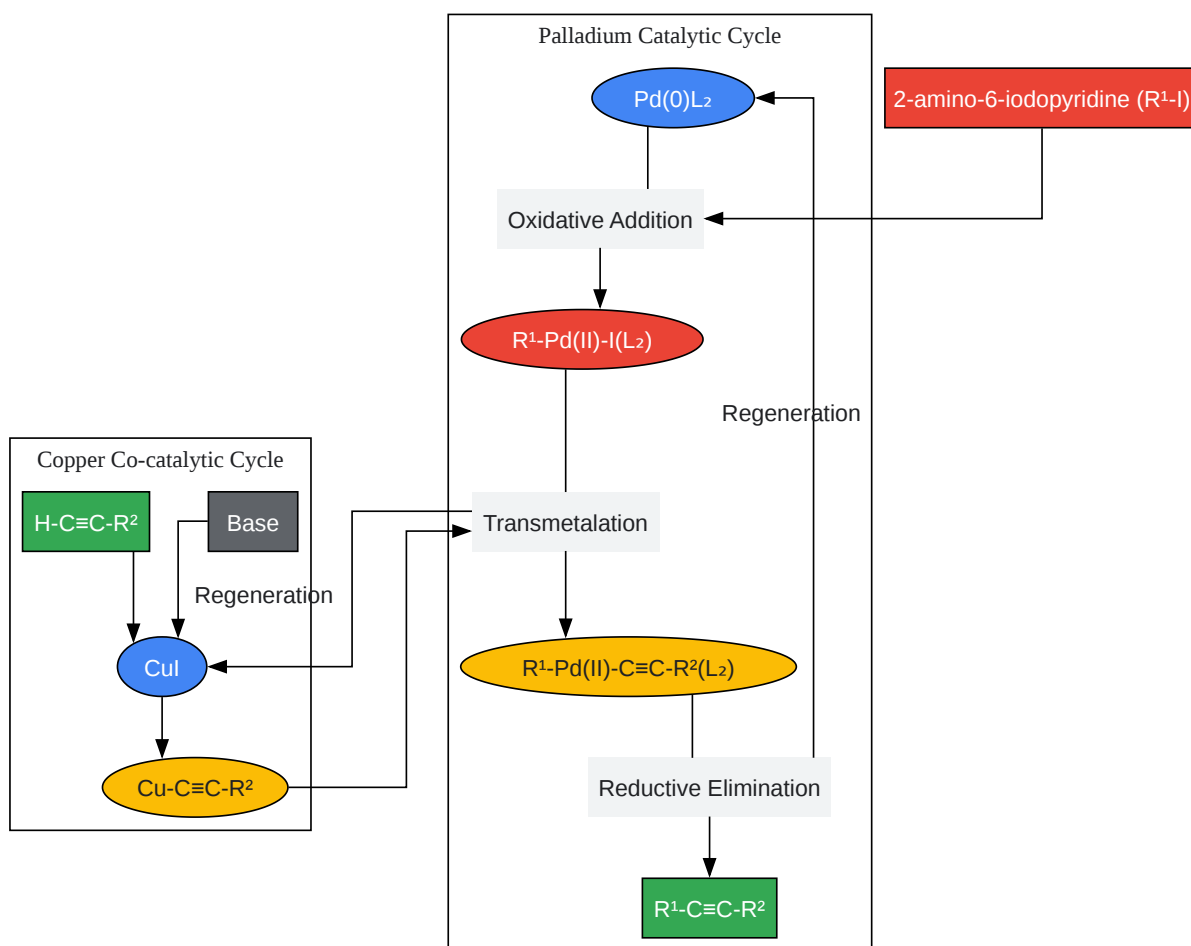 Palladium Catalytic Cycle
Pd(0)L₂
2-amino-6-iodopyridine (R¹-I)
Oxidative Addition
R¹-Pd(II)-I(L₂)
Regeneration
Copper Co-catalytic Cycle
H-C≡C-R²
Base
Transmetalation
Regeneration
CuI
R¹-Pd(II)-C≡C-R²(L₂)
Cu-C≡C-R²
Reductive Elimination
R¹-C≡C-R²